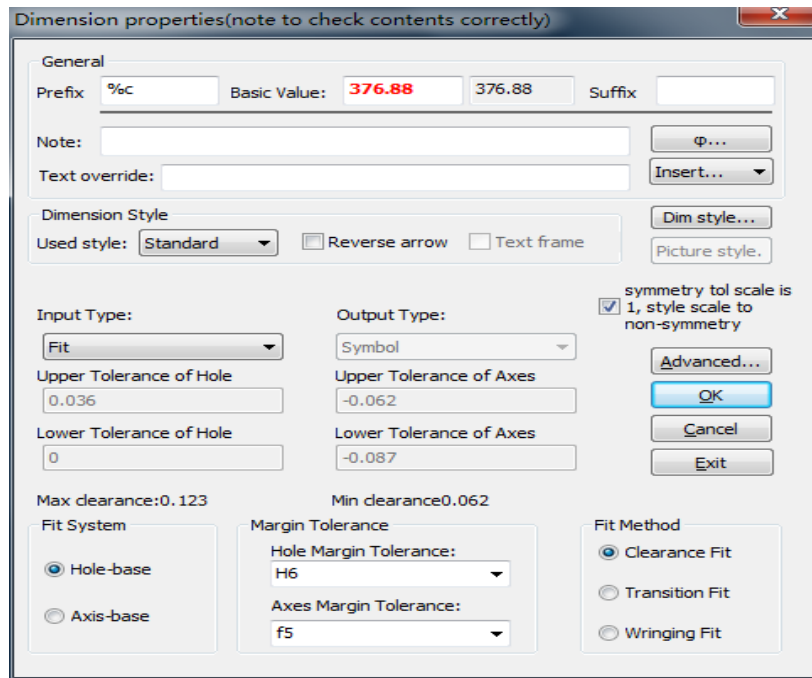 Dimension properties(note to check contents correctly)
General
Prefix %c Basic Value: 376.88 376.88 Suffix
Note: φ...
Text override: Insert...
Dimension Style Dim style...
Used style: Standard Reverse arrow Text frame Picture style.
symmetry tol scale is
1, style scale to
non-symmetry
Input Type: Output Type:
Fit Symbol
Advanced...
Upper Tolerance of Hole Upper Tolerance of Axes
0.036 -0.062 OK
Lower Tolerance of Hole Lower Tolerance of Axes Cancel
0 -0.087 Exit
Max clearance:0.123 Min clearance0.062
Fit System Margin Tolerance Fit Method
Hole Margin Tolerance: Clearance Fit
Hole-base H6
Transition Fit
Axis-base Axes Margin Tolerance:
f5 Wringing Fit